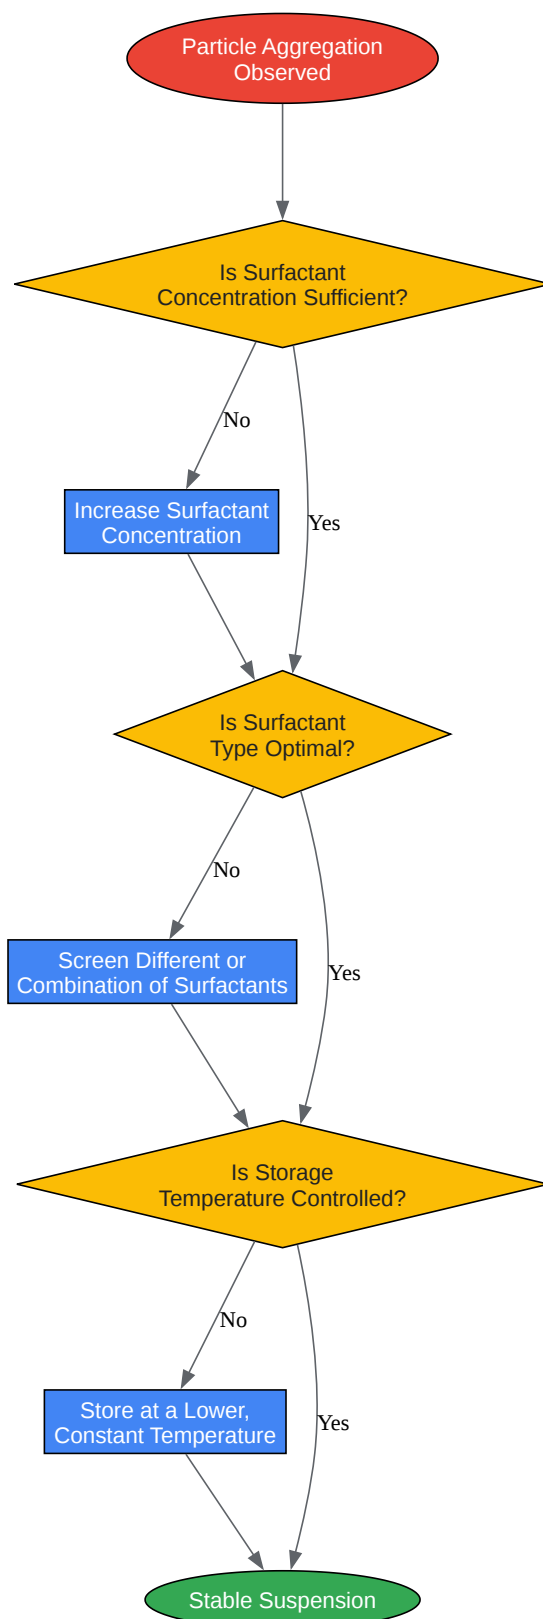 Particle Aggregation
Observed
Is Surfactant
Concentration Sufficient?
No
Increase Surfactant
Concentration
Yes
Is Surfactant
Type Optimal?
No
Screen Different or
Combination of Surfactants
Yes
Is Storage
Temperature Controlled?
No
Store at a Lower,
Constant Temperature
Yes
Stable Suspension